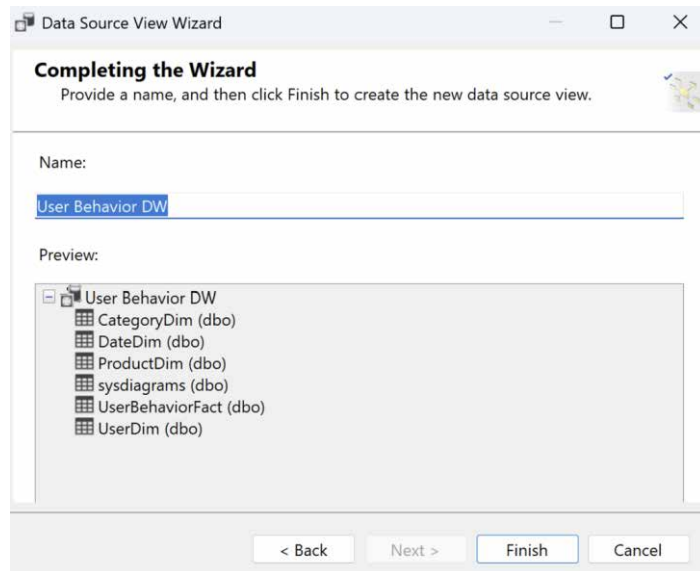 Data Source View Wizard
Completing the Wizard
Provide a name, and then click Finish to create the new data source view.
Name:
User Behavior DW
Preview:
User Behavior DW
CategoryDim (dbo)
DateDim (dbo)
ProductDim (dbo)
sysdiagrams (dbo)
UserBehaviorFact (dbo)
UserDim (dbo)
< Back Next > Finish Cancel